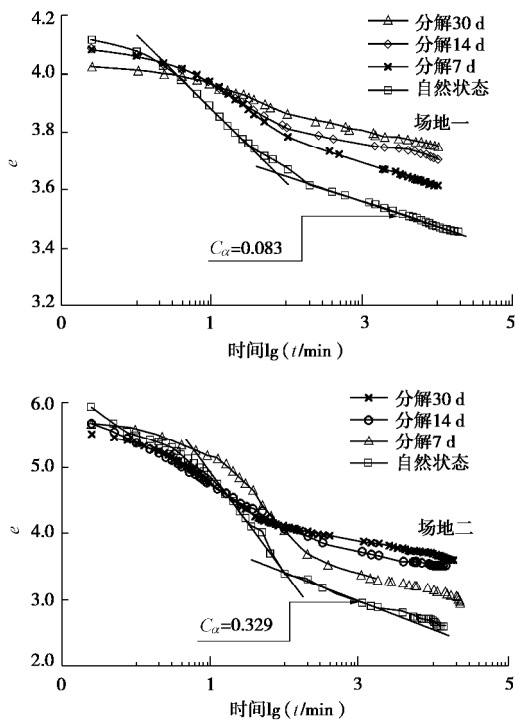 4.2
4.0
3.8
3.6
3.4
3.2
e
分解30 d
分解14 d
分解7 d
自然状态
场地一
Cα=0.083
0
1
3
4
时间lg(t/min)
6.0
5.0
4.0
3.0
2.0
e
分解30 d
分解14 d
分解7 d
自然状态
场地二
Cα=0.329
0
1
3
4
时间lg(t/min)